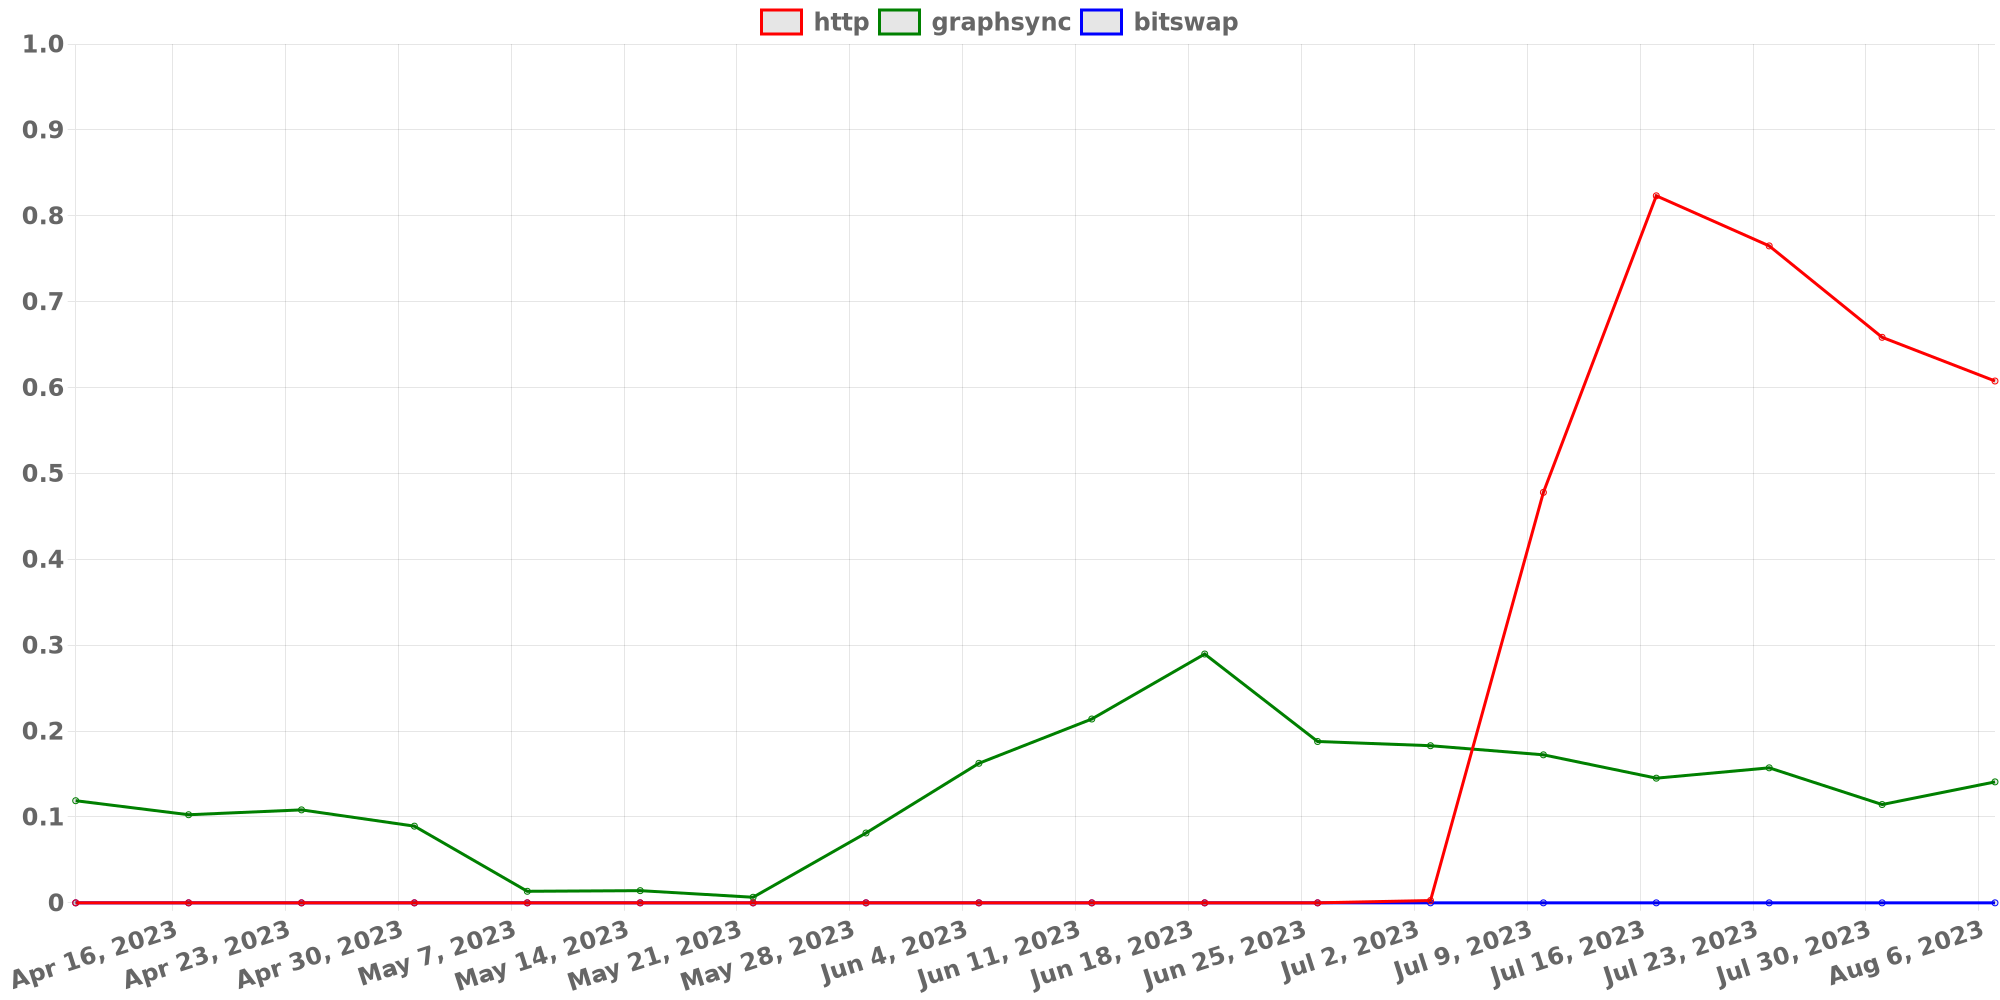 http graphsync bitswap
1.0
0.9
0.8
0.7
0.6
0.5
0.4
0.3
0.2
0.1
0
Apr 16, 2023
Apr 23, 2023
Apr 30, 2023
May 7, 2023
May 14, 2023
May 21, 2023
May 28, 2023
Jun 4, 2023
Jun 11, 2023
Jun 18, 2023
Jun 25, 2023
Jul 2, 2023
Jul 9, 2023
Jul 16, 2023
Jul 23, 2023
Jul 30, 2023
Aug 6, 2023